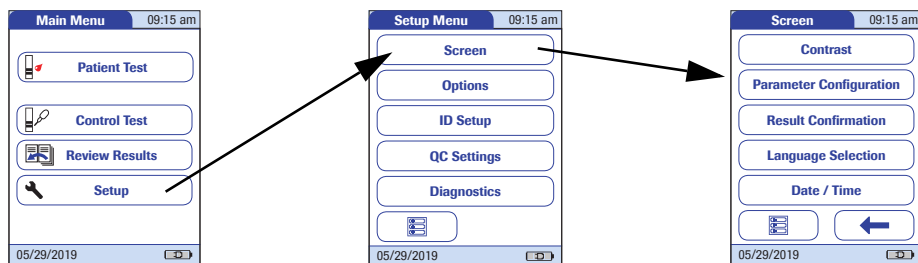 Main Menu 09:15 am
Patient Test
Control Test
Review Results
Setup
05/29/2019
Setup Menu 09:15 am
Screen
Options
ID Setup
QC Settings
Diagnostics
05/29/2019
Screen 09:15 am
Contrast
Parameter Configuration
Result Confirmation
Language Selection
Date / Time
05/29/2019